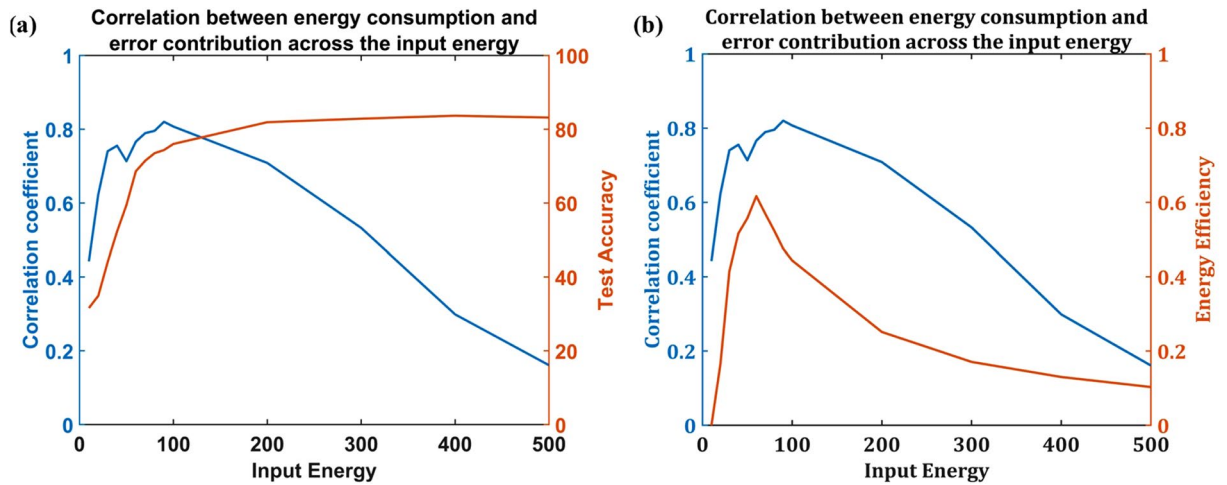 (a)
Correlation between energy consumption and
error contribution across the input energy
1
0.8
0.6
0.4
0.2
0
Correlation coefficient
100
80
60
40
20
0
Test Accuracy
0 100 200 300 400 500
Input Energy
(b)
Correlation between energy consumption and
error contribution across the input energy
1
0.8
0.6
0.4
0.2
0
Correlation coefficient
1
0.8
0.6
0.4
0.2
0
Energy Efficiency
0 100 200 300 400 500
Input Energy